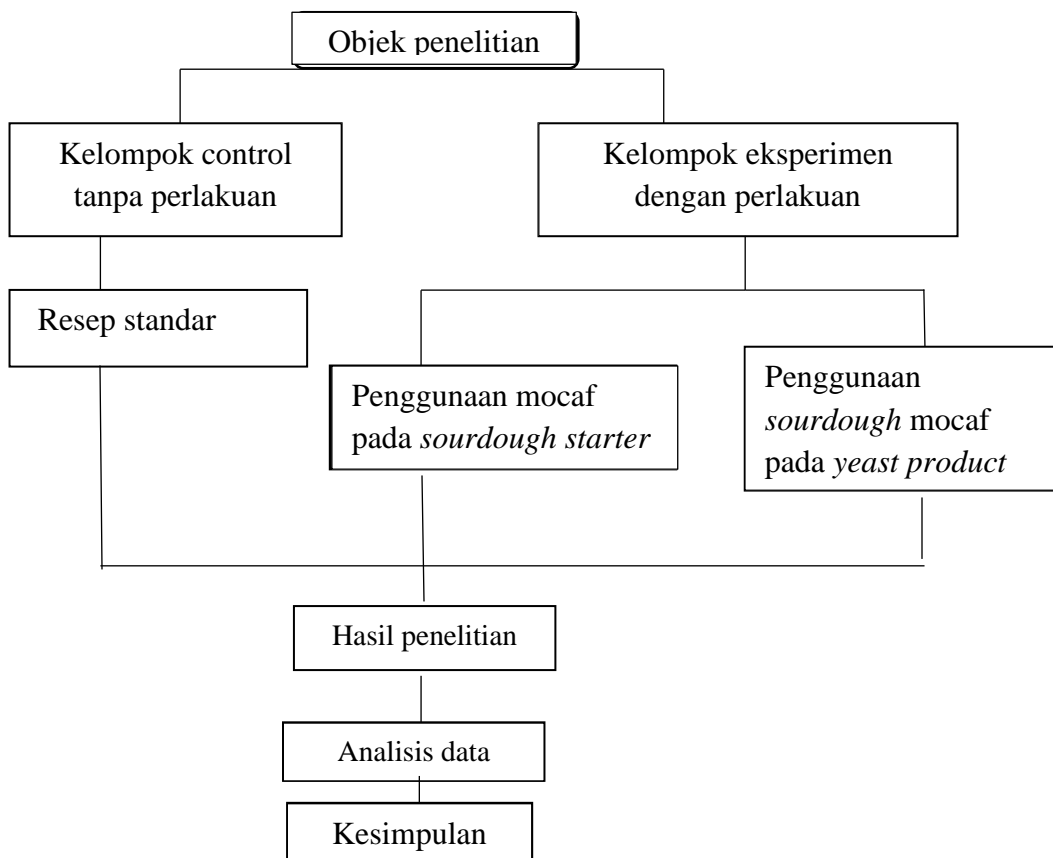 Objek penelitian
Kelompok control
tanpa perlakuan
Kelompok eksperimen
dengan perlakuan
Resep standar
Penggunaan mocaf
pada sourdough starter
Penggunaan
sourdough mocaf
pada yeast product
Hasil penelitian
Analisis data
Kesimpulan